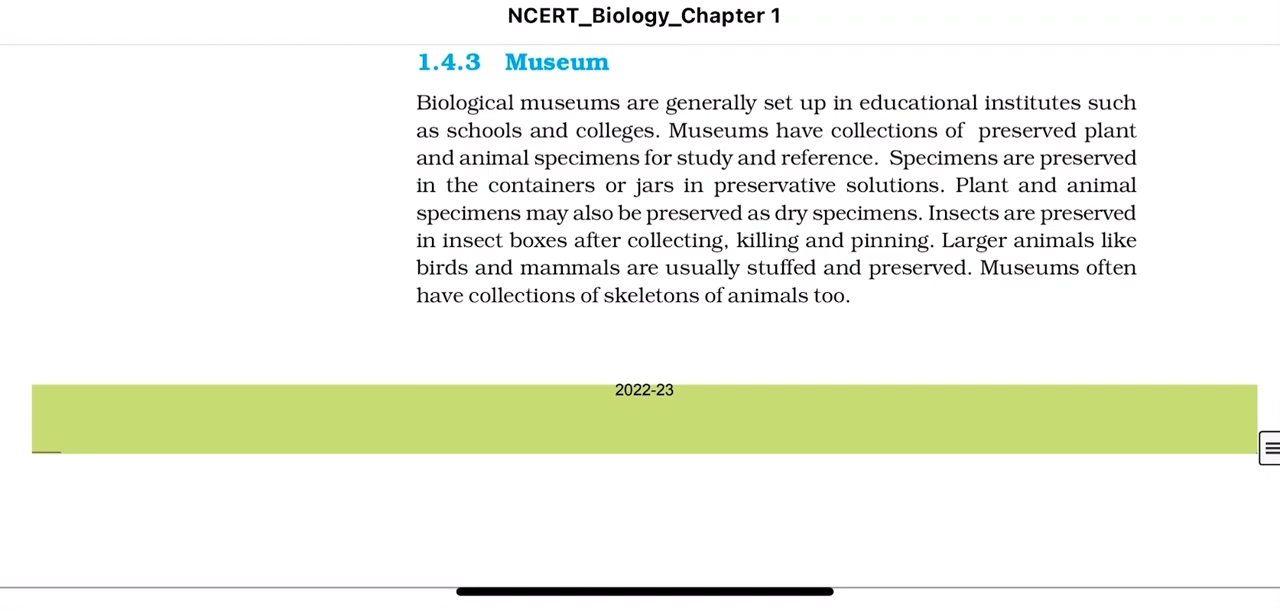 NCERT_Biology_Chapter 1
1.4.3 Museum
Biological museums are generally set up in educational institutes such
as schools and colleges. Museums have collections of preserved plant
and animal specimens for study and reference. Specimens are preserved
in the containers or jars in preservative solutions. Plant and animal
specimens may also be preserved as dry specimens. Insects are preserved
in insect boxes after collecting, killing and pinning. Larger animals like
birds and mammals are usually stuffed and preserved. Museums often
have collections of skeletons of animals too.
2022-23